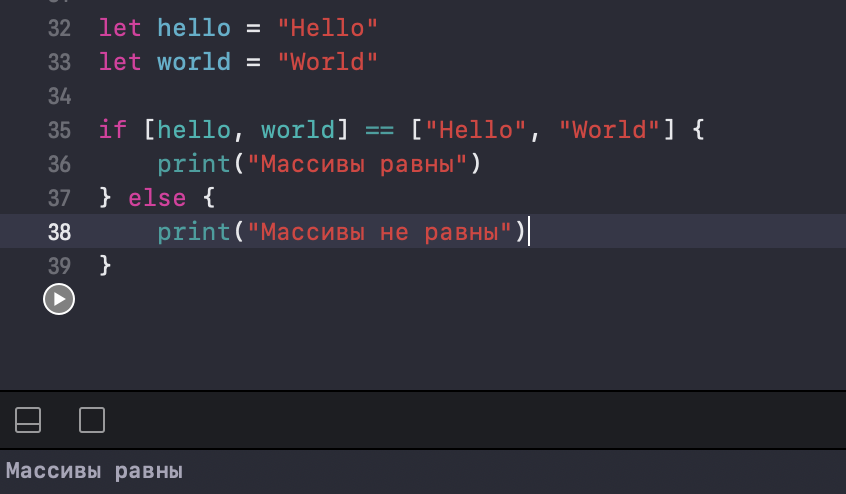 32 let hello = "Hello"
33 let world = "World"
34
35 if [hello, world] == ["Hello", "World"] {
36     print("Массивы равны")
37 } else {
38     print("Массивы не равны")
39 }
Массивы равны